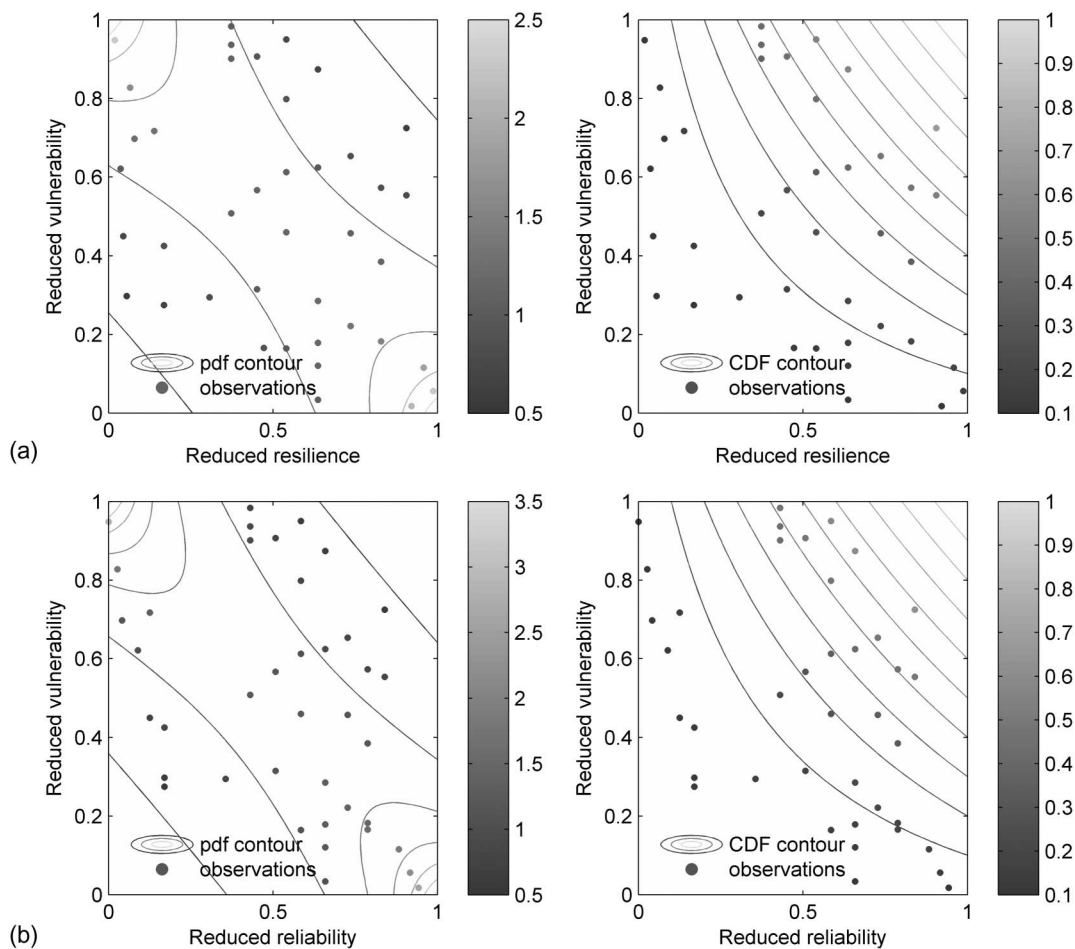 1
0.8
0.6
0.4
0.2
0
0 0.5 1
Reduced vulnerability
Reduced resilience
pdf contour
observations
2.5
2
1.5
1
0.5
1
0.8
0.6
0.4
0.2
0
0 0.5 1
Reduced vulnerability
Reduced resilience
CDF contour
observations
1
0.9
0.8
0.7
0.6
0.5
0.4
0.3
0.2
0.1
(a)
1
0.8
0.6
0.4
0.2
0
0 0.5 1
Reduced vulnerability
Reduced reliability
pdf contour
observations
3.5
3
2.5
2
1.5
1
0.5
1
0.8
0.6
0.4
0.2
0
0 0.5 1
Reduced vulnerability
Reduced reliability
CDF contour
observations
1
0.9
0.8
0.7
0.6
0.5
0.4
0.3
0.2
0.1
(b)